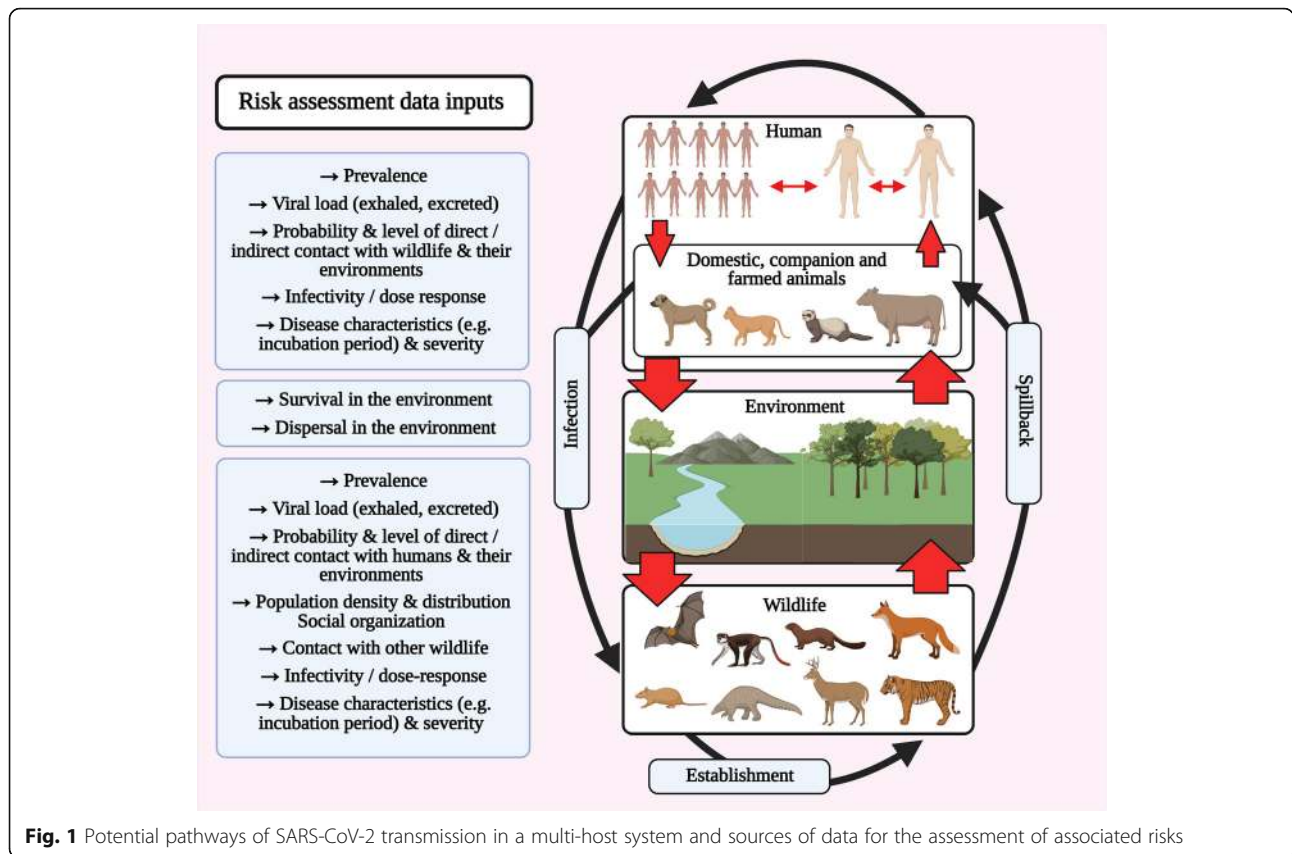 Risk assessment data inputs
→ Prevalence
→ Viral load (exhaled, excreted)
→ Probability & level of direct /
indirect contact with wildlife & their
environments
→ Infectivity / dose response
→ Disease characteristics (e.g.
incubation period) & severity
→ Survival in the environment
→ Dispersal in the environment
→ Prevalence
→ Viral load (exhaled, excreted)
→ Probability & level of direct /
indirect contact with humans & their
environments
→ Population density & distribution
Social organization
→ Contact with other wildlife
→ Infectivity / dose-response
→ Disease characteristics (e.g.
incubation period) & severity
Human
Domestic, companion and
farmed animals
Infection
Environment
Spillback
Wildlife
Establishment
Fig. 1 Potential pathways of SARS-CoV-2 transmission in a multi-host system and sources of data for the assessment of associated risks